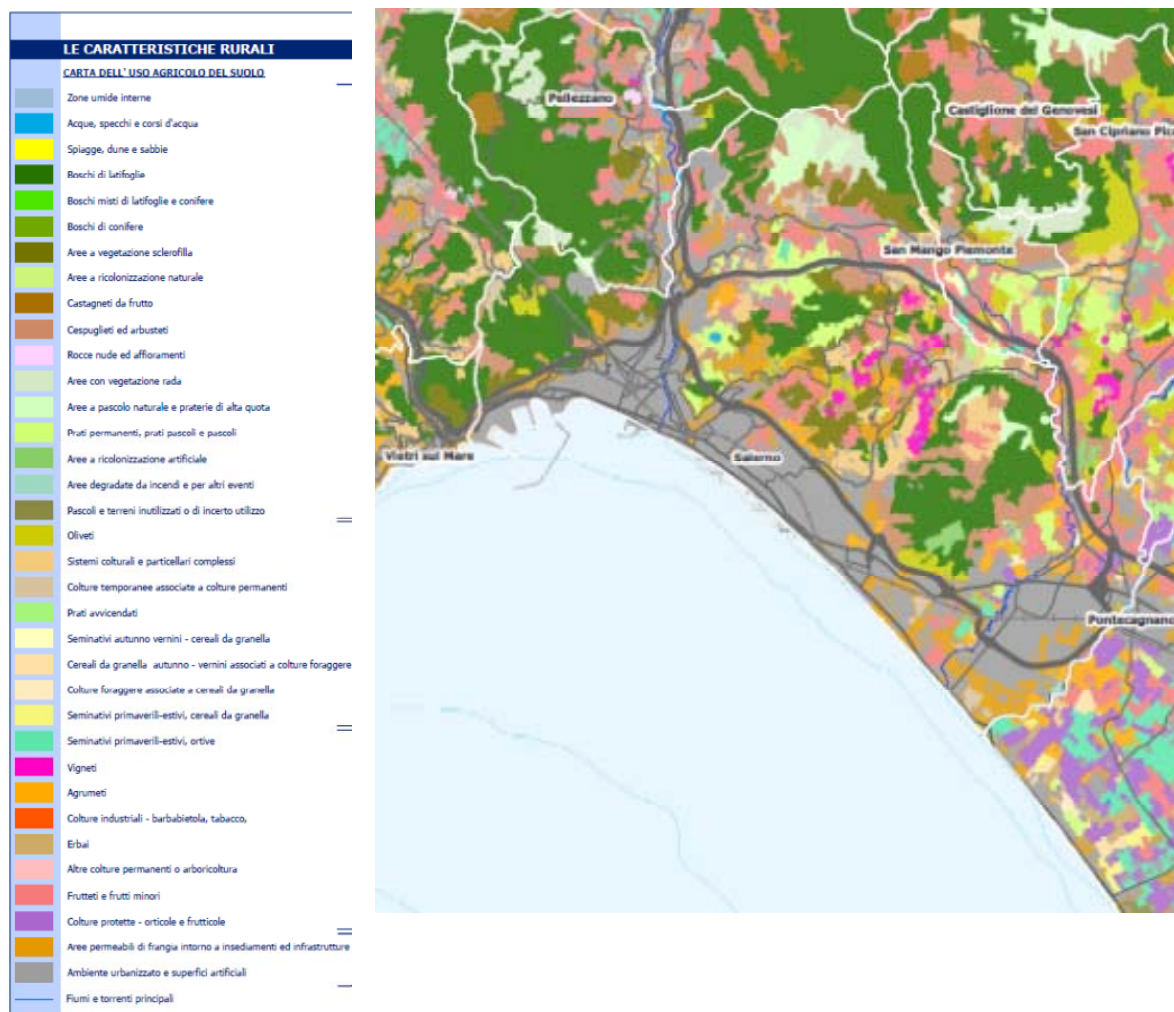 LE CARATTERISTICHE RURALI
CARTA DELL' USO AGRICOLO DEL SUOLO
Zone umide interne
Acque, specchi e corsi d'acqua
Spiagge, dune e sabbie
Boschi di latifoglie
Boschi misti di latifoglie e conifere
Boschi di conifere
Aree a vegetazione sclerofilla
Aree a ricolonizzazione naturale
Castagneti da frutto
Cespuglieti ed arbusteti
Rocce nude ed affioramenti
Aree con vegetazione rada
Aree a pascolo naturale e praterie di alta quota
Prati permanenti, prati pascoli e pascoli
Aree a ricolonizzazione artificiale
Aree degradate da incendi e per altri eventi
Pascoli e terreni inutilizzati o di incerto utilizzo
Oliveti
Sistemi colturali e particellari complessi
Colture temporanee associate a colture permanenti
Prati avvicendati
Seminativi autunno vernini - cereali da granella
Cereali da granella autunno - vernini associati a colture foraggere
Colture foraggere associate a cereali da granella
Seminativi primaverili-estivi, cereali da granella
Seminativi primaverili-estivi, ortive
Vigneti
Agrumeti
Colture industriali - barbabietola, tabacco,
Erbai
Altre colture permanenti o arboricoltura
Frutteti e frutti minori
Colture protette - orticole e frutticole
Aree permeabili di frangia intorno a insediamenti ed infrastrutture
Ambiente urbanizzato e superfici artificiali
Fiumi e torrenti principali
Pellezzano
Castiglione del Genovesi
San Cipriano Pic
San Mango Piemonte
Vietri sul Mare
Salerno
Pontecagnano